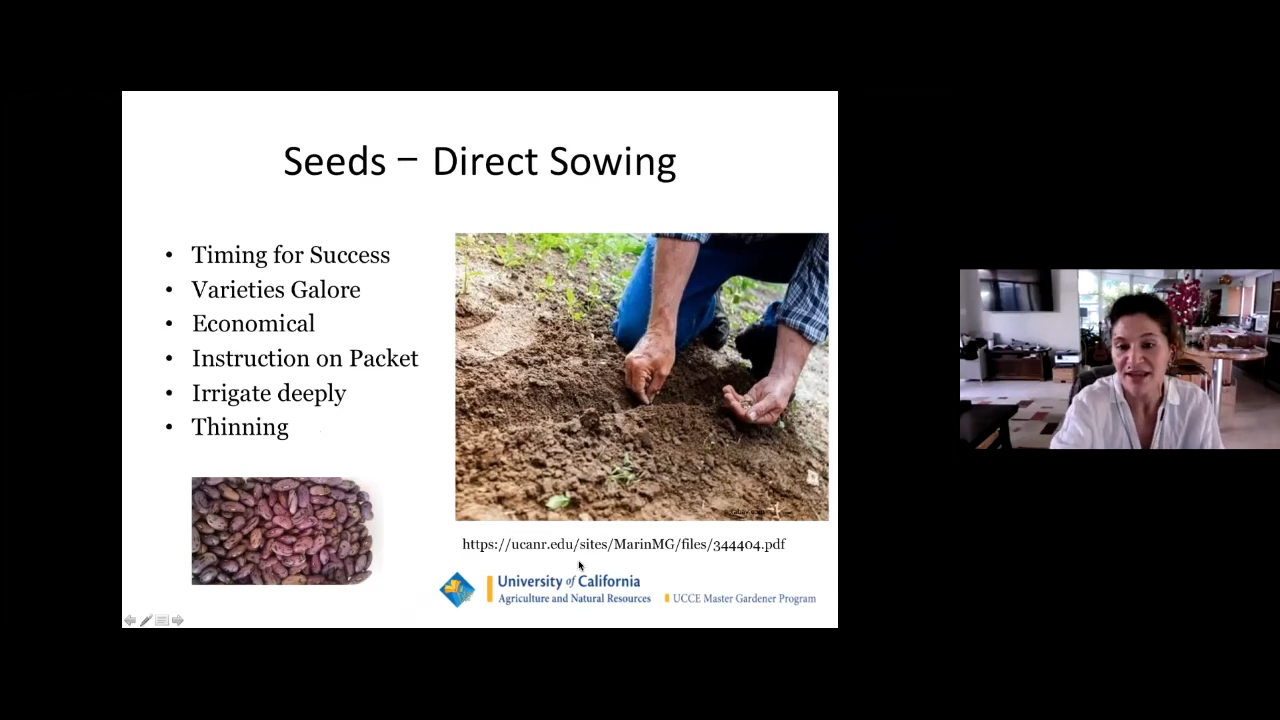 Seeds – Direct Sowing
• Timing for Success
• Varieties Galore
• Economical
• Instruction on Packet
• Irrigate deeply
• Thinning
https://ucanr.edu/sites/MarinMG/files/344404.pdf
University of California
Agriculture and Natural Resources
UCCE Master Gardener Program